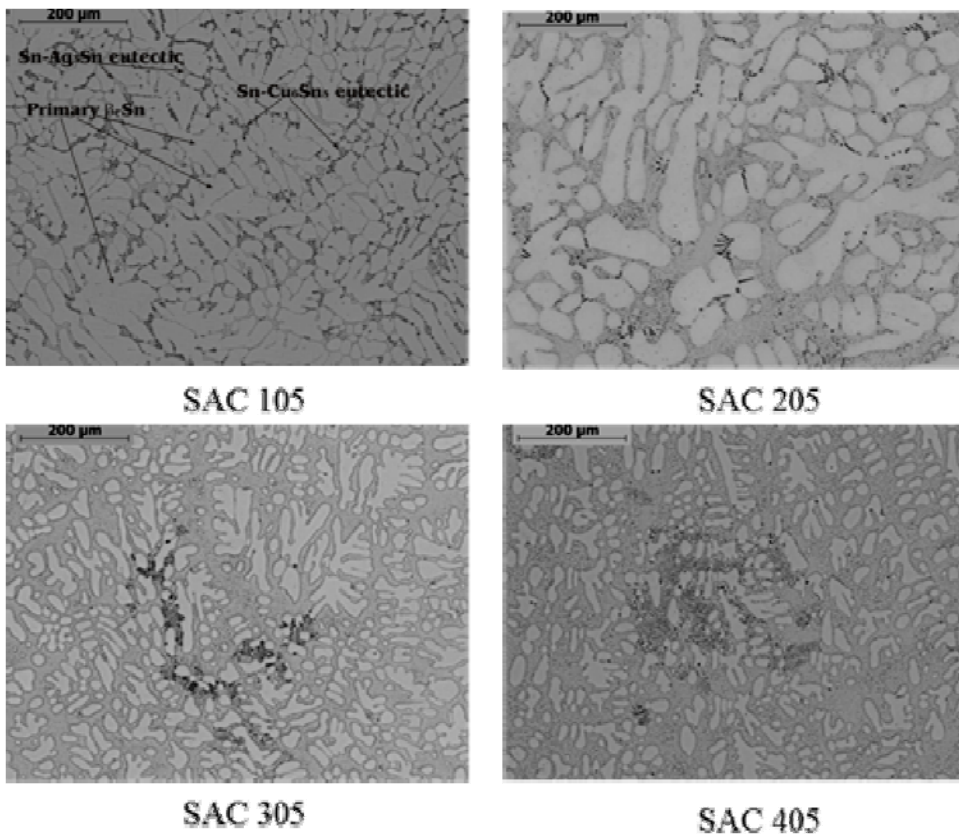 200 µm
200 µm
Sn-Ag₃Sn eutectic
Sn-Cu₆Sn₅ eutectic
Primary β-Sn
SAC 105
SAC 205
200 µm
200 µm
SAC 305
SAC 405